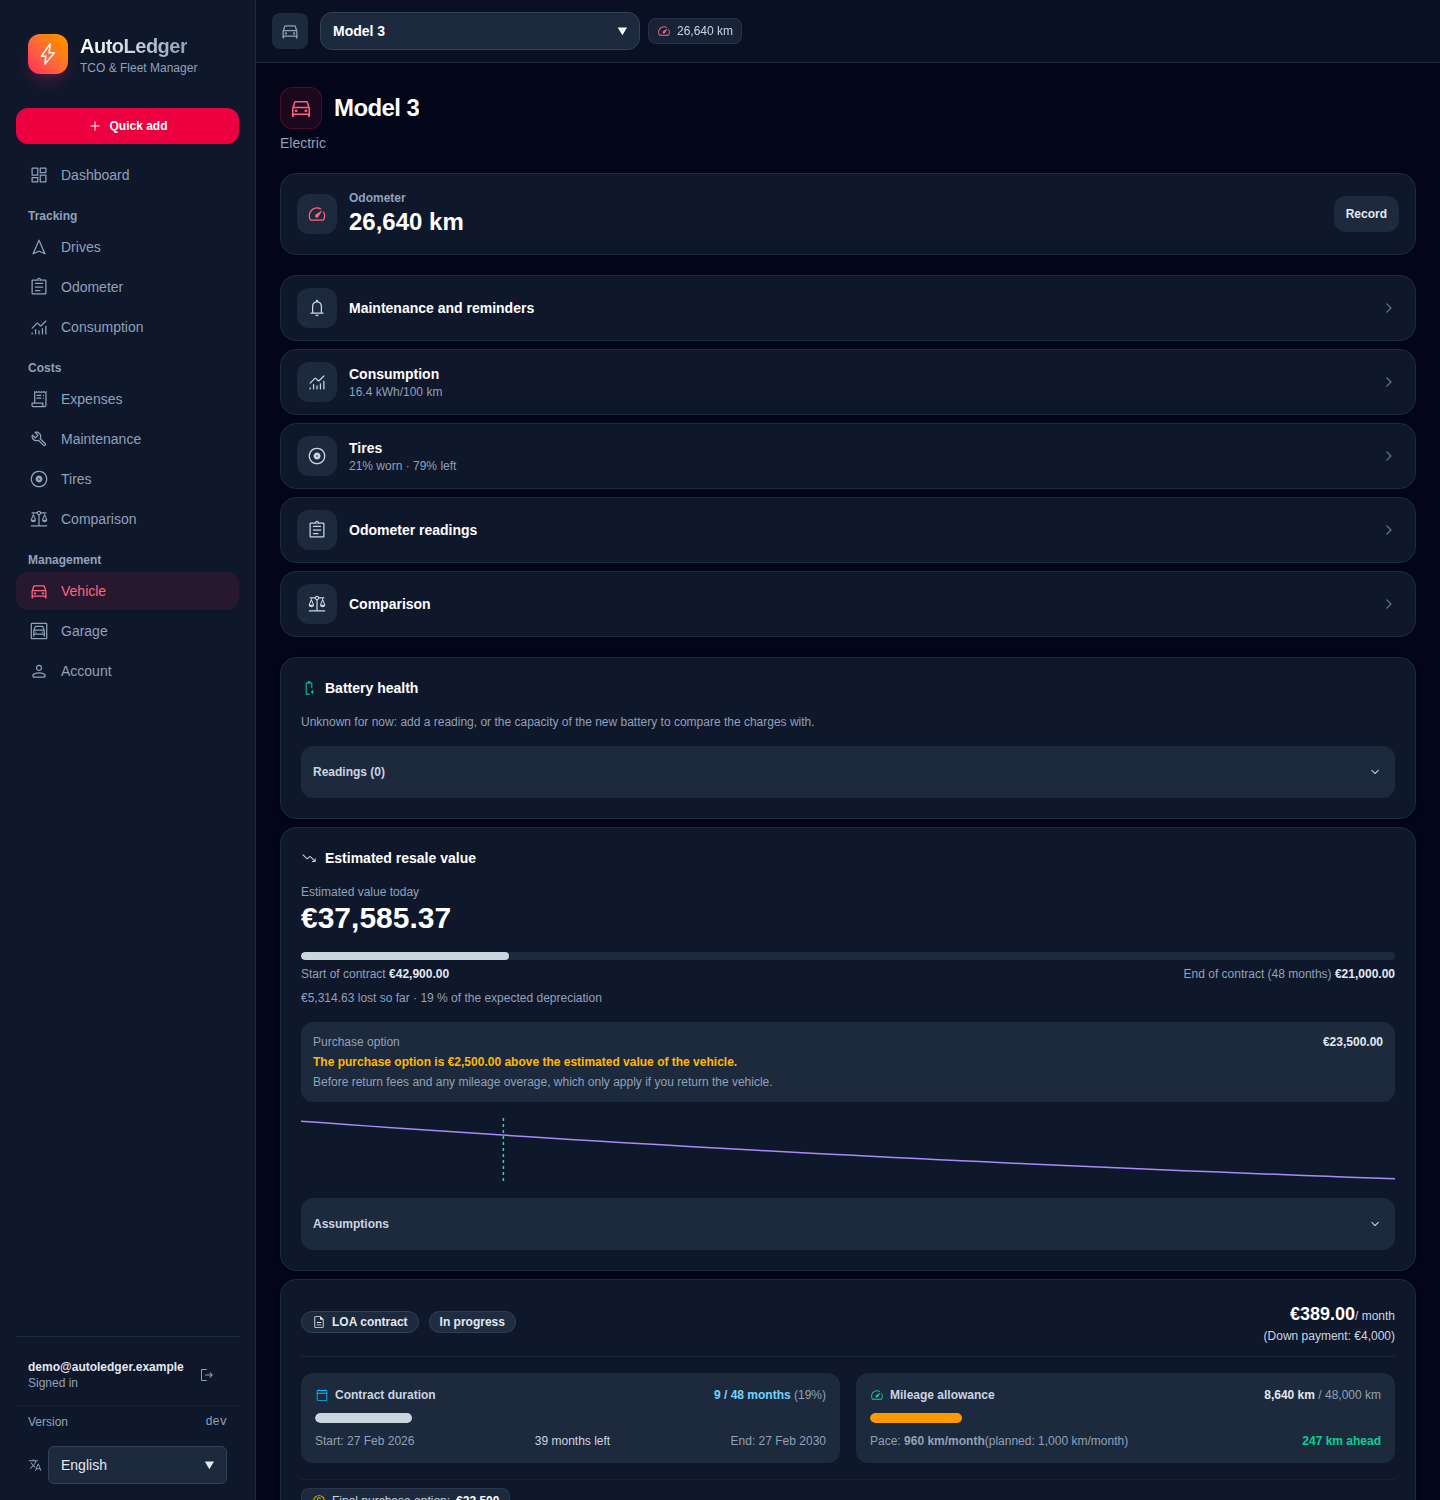 AutoLedger
TCO & Fleet Manager
Quick add
Dashboard
Tracking
Drives
Odometer
Consumption
Costs
Expenses
Maintenance
Tires
Comparison
Management
Vehicle
Garage
Account
demo@autoledger.example
Signed in
Version dev
English
Model 3
26,640 km
Model 3
Electric
Odometer
26,640 km
Record
Maintenance and reminders
Consumption
16.4 kWh/100 km
Tires
21% worn · 79% left
Odometer readings
Comparison
Battery health
Unknown for now: add a reading, or the capacity of the new battery to compare the charges with.
Readings (0)
Estimated resale value
Estimated value today
€37,585.37
Start of contract €42,900.00 End of contract (48 months) €21,000.00
€5,314.63 lost so far · 19 % of the expected depreciation
Purchase option €23,500.00
The purchase option is €2,500.00 above the estimated value of the vehicle.
Before return fees and any mileage overage, which only apply if you return the vehicle.
Assumptions
LOA contract In progress €389.00/ month
(Down payment: €4,000)
Contract duration 9 / 48 months (19%)
Start: 27 Feb 2026 39 months left End: 27 Feb 2030
Mileage allowance 8,640 km / 48,000 km
Pace: 960 km/month(planned: 1,000 km/month) 247 km ahead
Final purchase option: €23,500